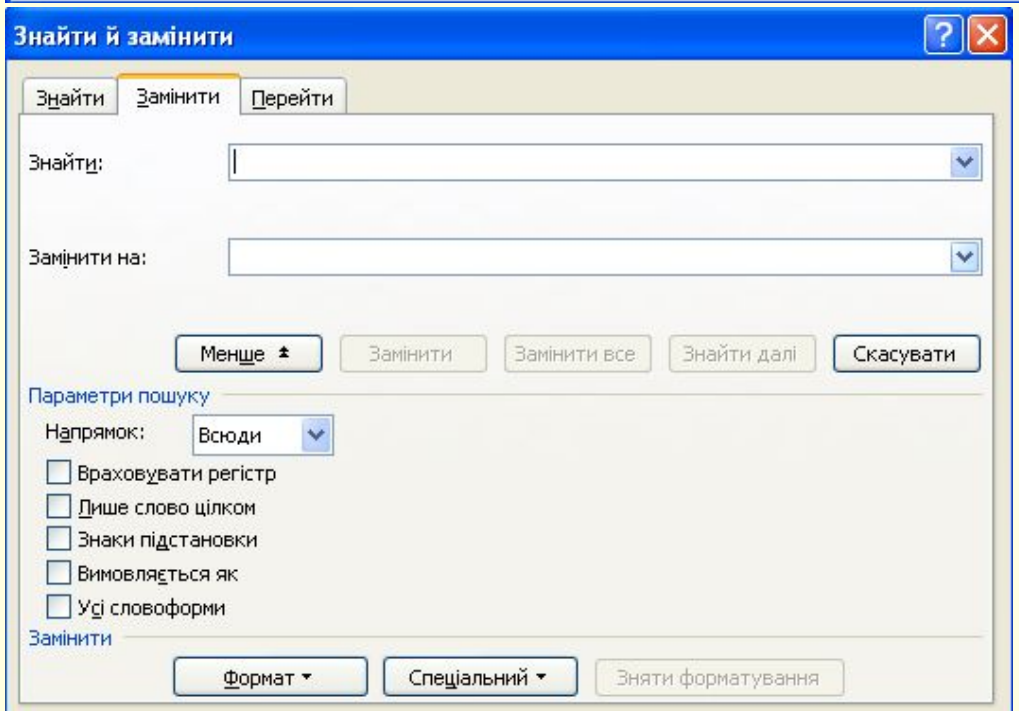 Знайти й замінити
Знайти Замінити Перейти
Знайти:
Замінити на:
Менше Замінити Замінити все Знайти далі Скасувати
Параметри пошуку
Напрямок: Всюди
Враховувати регістр
Лише слово цілком
Знаки підстановки
Вимовляється як
Усі словоформи
Замінити
Формат Спеціальний Зняти форматування